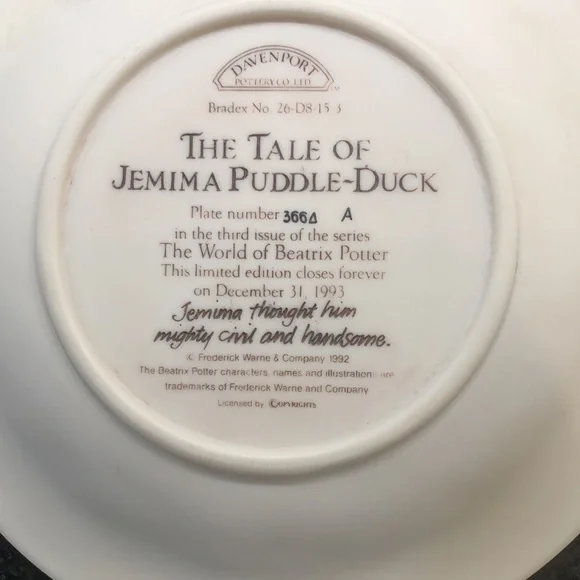 DAVENPORT
POTTERY CO. LTD.
TM
Bradex No. 26-D8-15.3
THE TALE OF
JEMIMA PUDDLE-DUCK
Plate number 366Δ A
in the third issue of the series
The World of Beatrix Potter
This limited edition closes forever
on December 31, 1993
Jemima thought him
mighty civil and handsome.
© Frederick Warne & Company 1992
The Beatrix Potter characters, names and illustrations are
trademarks of Frederick Warne and Company
Licensed by ©OPYRIGHTS